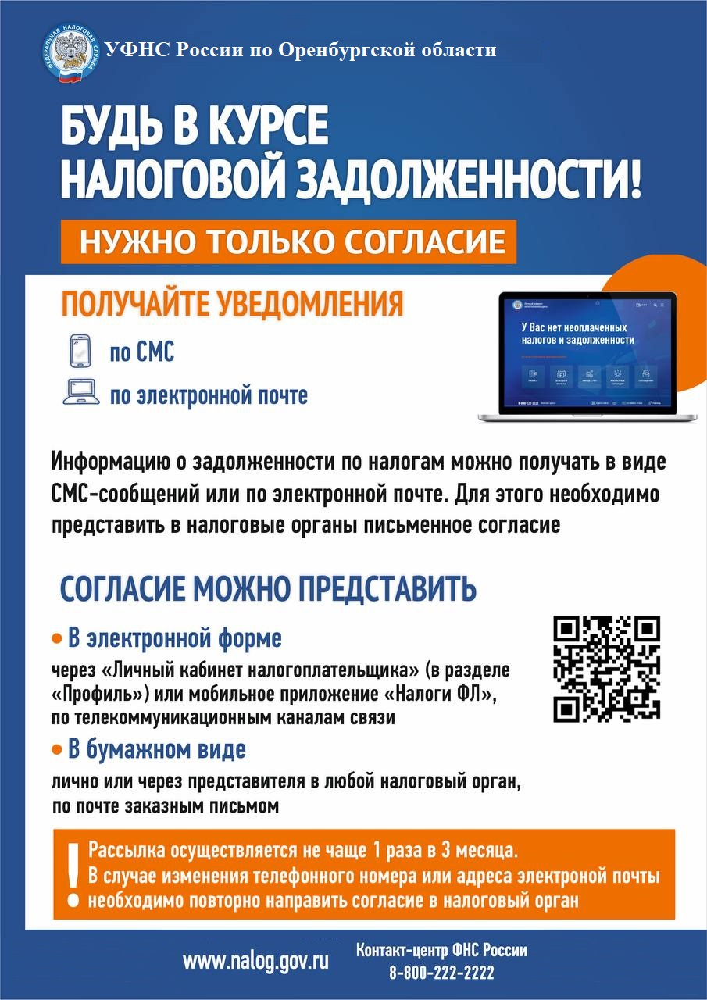 ФЕДЕРАЛЬНАЯ НАЛОГОВАЯ СЛУЖБА
УФНС России по Оренбургской области
БУДЬ В КУРСЕ
НАЛОГОВОЙ ЗАДОЛЖЕННОСТИ!
НУЖНО ТОЛЬКО СОГЛАСИЕ
ПОЛУЧАЙТЕ УВЕДОМЛЕНИЯ
по СМС
по электронной почте
У Вас нет неоплаченных
налогов и задолженности
8-800-222-2222
Информацию о задолженности по налогам можно получать в виде
СМС-сообщений или по электронной почте. Для этого необходимо
представить в налоговые органы письменное согласие
СОГЛАСИЕ МОЖНО ПРЕДСТАВИТЬ
• В электронной форме
через «Личный кабинет налогоплательщика» (в разделе
«Профиль») или мобильное приложение «Налоги ФЛ»,
по телекоммуникационным каналам связи
• В бумажном виде
лично или через представителя в любой налоговый орган,
по почте заказным письмом
! Рассылка осуществляется не чаще 1 раза в 3 месяца.
В случае изменения телефонного номера или адреса электроной почты
необходимо повторно направить согласие в налоговый орган
www.nalog.gov.ru
Контакт-центр ФНС России
8-800-222-2222